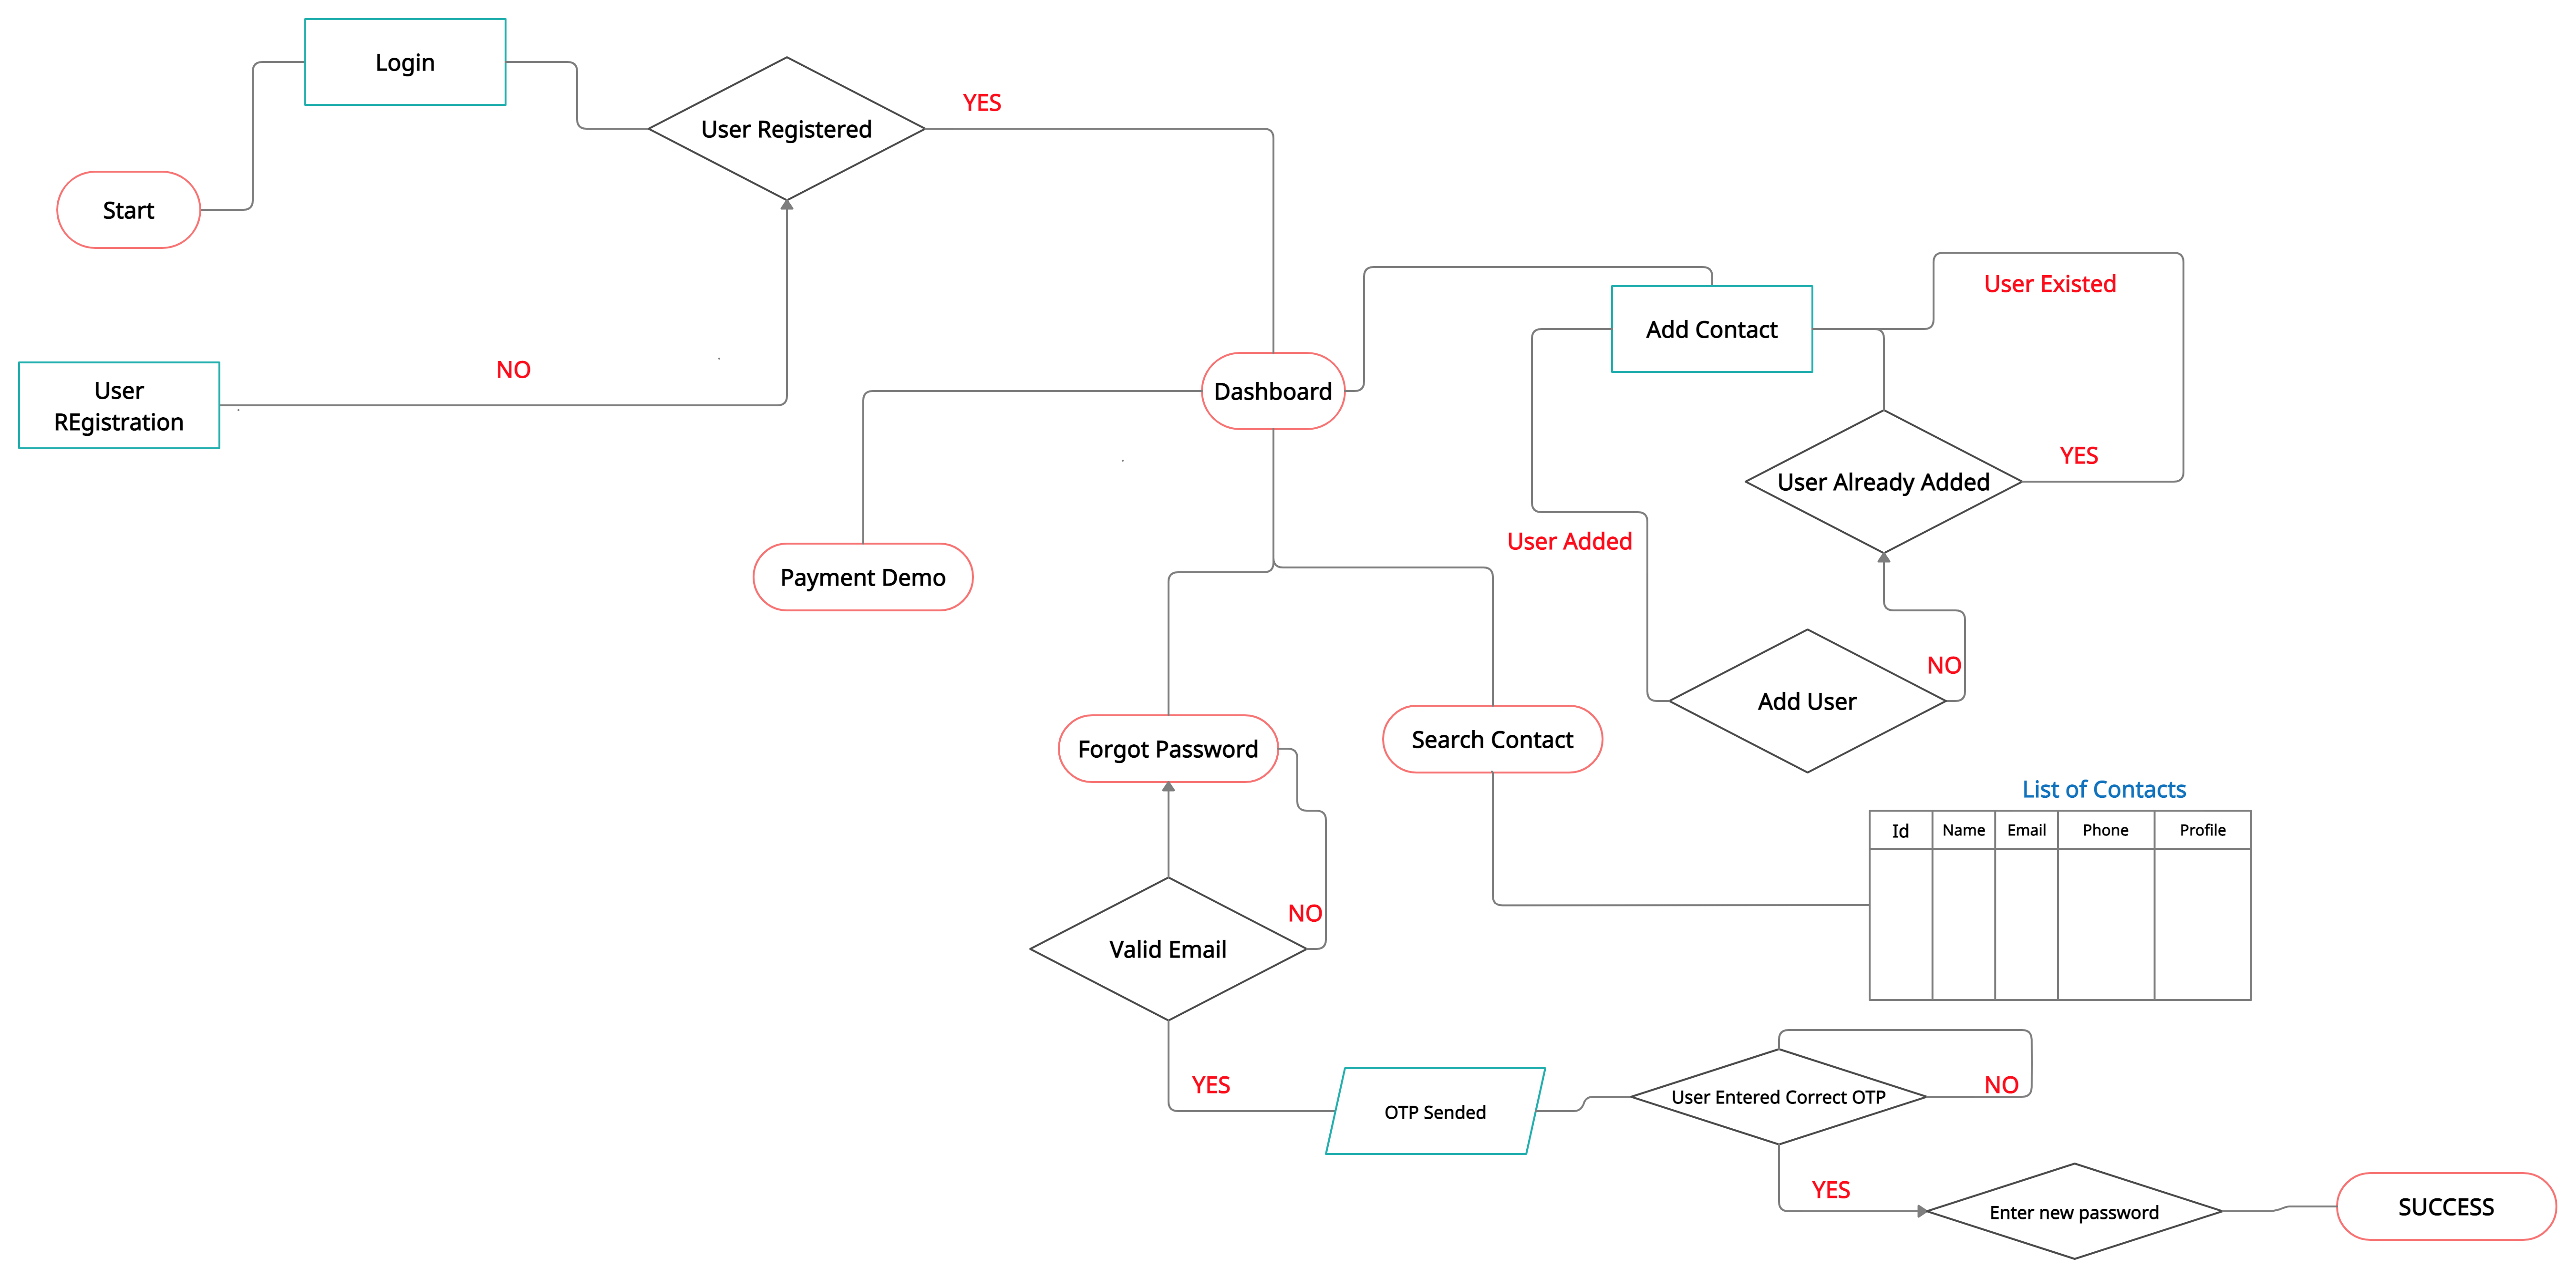 Login
User Registered
YES
Start
User
REgistration
NO
Dashboard
Add Contact
User Existed
YES
User Already Added
User Added
Payment Demo
NO
Add User
Forgot Password
Search Contact
List of Contacts
Id Name Email Phone Profile
NO
Valid Email
YES
OTP Sended
User Entered Correct OTP
NO
YES
Enter new password
SUCCESS